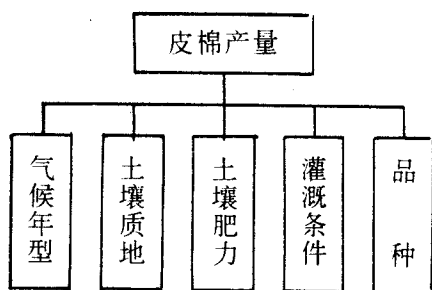 皮棉产量
气候年型
土壤质地
土壤肥力
灌溉条件
品种